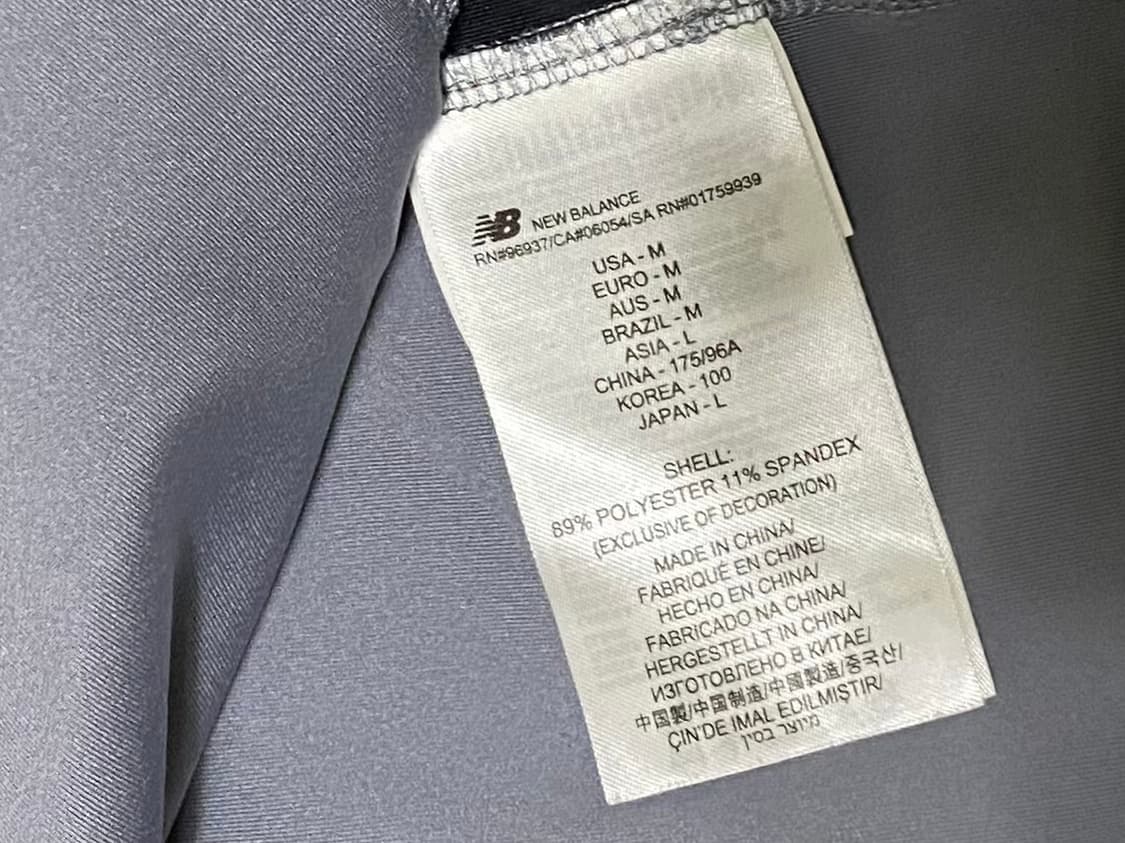 NB NEW BALANCE
RN#96937/CA#06054/SA RN#01759939
USA - M
EURO - M
AUS - M
BRAZIL - M
ASIA - L
CHINA - 175/96A
KOREA - 100
JAPAN - L
SHELL:
89% POLYESTER 11% SPANDEX
(EXCLUSIVE OF DECORATION)
MADE IN CHINA/
FABRIQUÉ EN CHINE/
HECHO EN CHINA/
FABRICADO NA CHINA/
HERGESTELLT IN CHINA/
ИЗГОТОВЛЕНО В КИТАЕ/
中国製/中国制造/中國製造/중국산/
ÇIN'DE IMAL EDILMIŞTIR/
מיוצר בסין